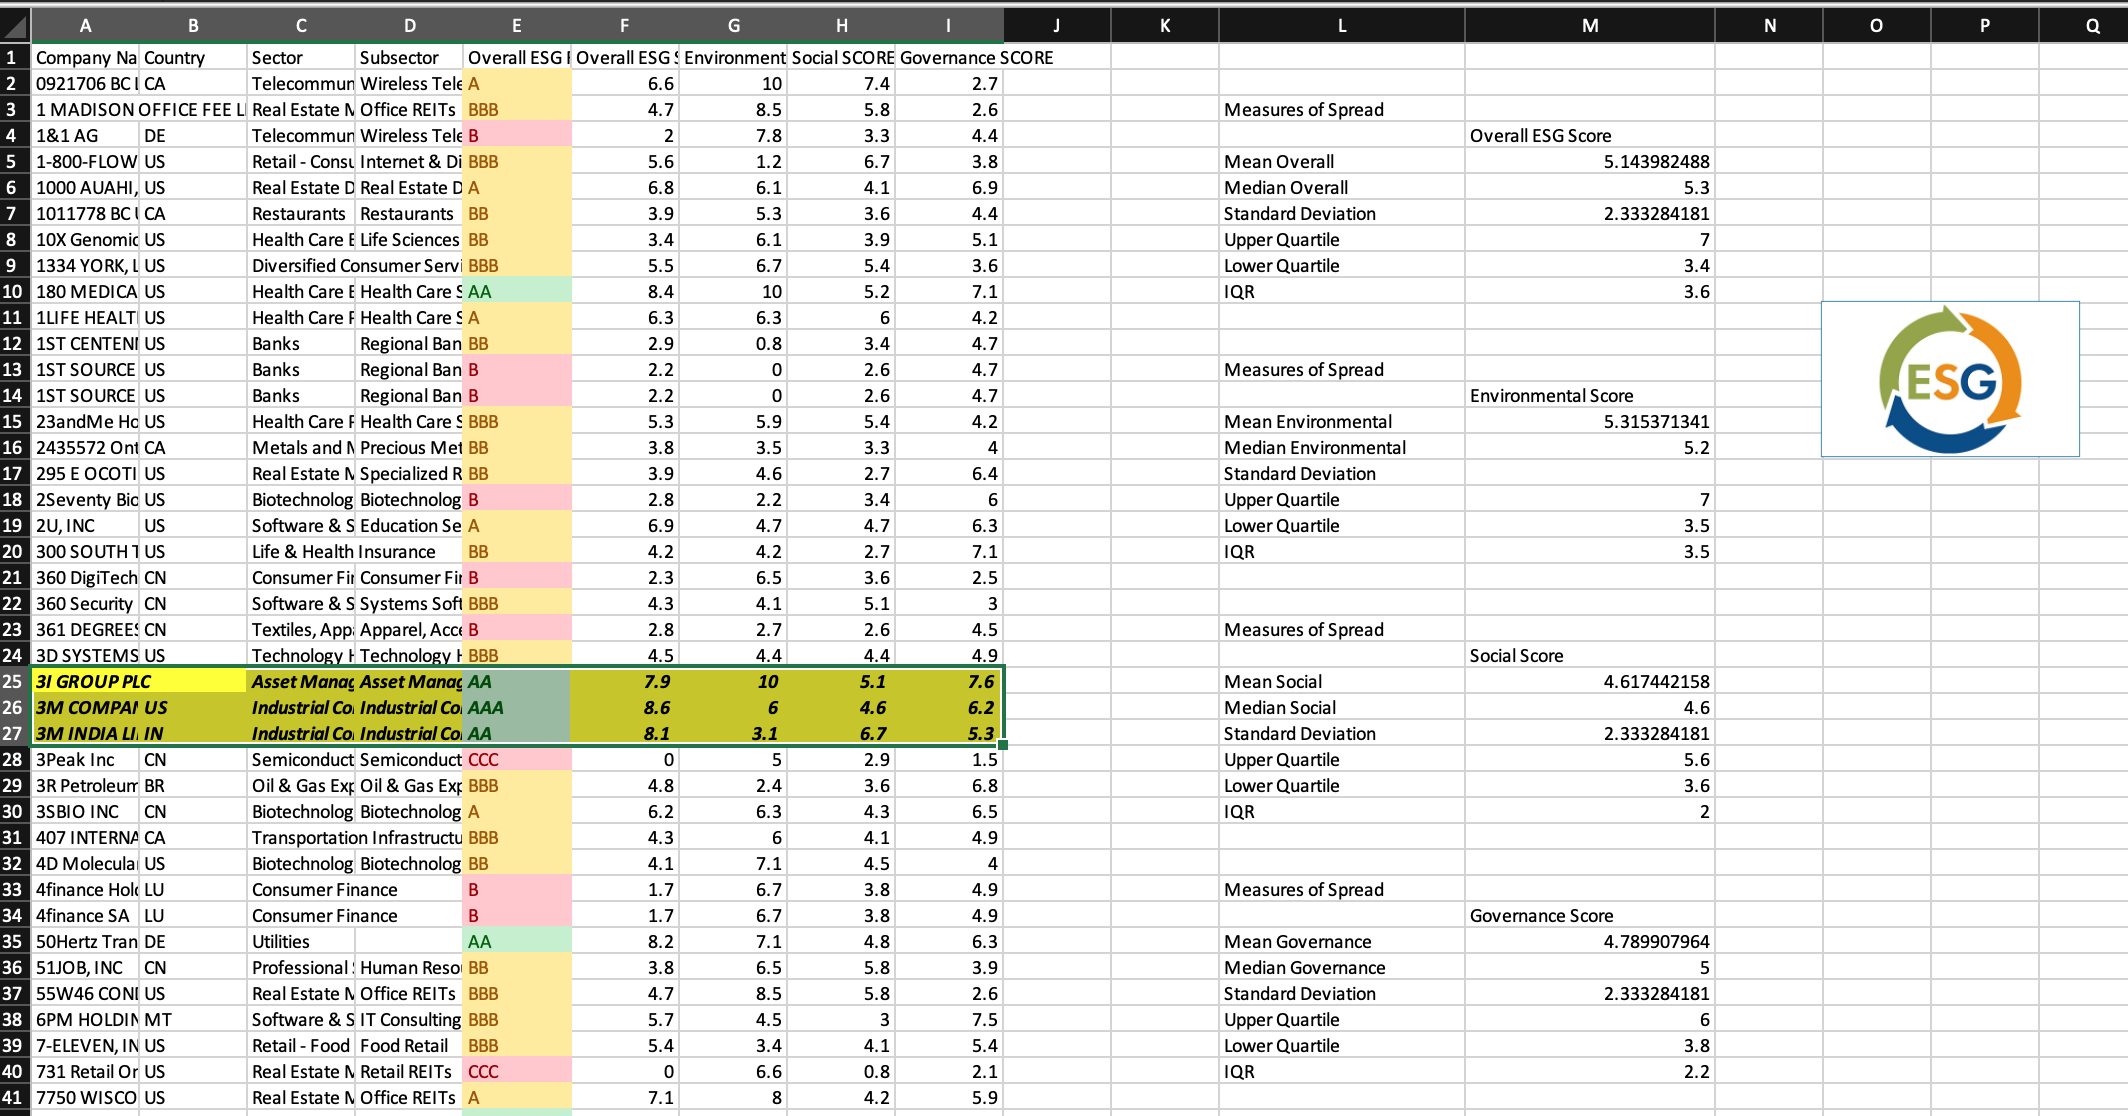 A B C D E F G H I J K L M N O P Q
1 Company Na Country Sector Subsector Overall ESG Overall ESG Environment Social SCORE Governance SCORE
2 0921706 BC CA Telecommun Wireless Tele A 6.6 10 7.4 2.7
3 1 MADISON OFFICE FEE L Real Estate M Office REITs BBB 4.7 8.5 5.8 2.6 Measures of Spread
4 1&1 AG DE Telecommun Wireless Tele B 2 7.8 3.3 4.4 Overall ESG Score
5 1-800-FLOW US Retail - Consu Internet & Di BBB 5.6 1.2 6.7 3.8 Mean Overall 5.143982488
6 1000 AUAHI, US Real Estate D Real Estate D A 6.8 6.1 4.1 6.9 Median Overall 5.3
7 1011778 BC CA Restaurants Restaurants BB 3.9 5.3 3.6 4.4 Standard Deviation 2.333284181
8 10X Genomic US Health Care E Life Sciences BB 3.4 6.1 3.9 5.1 Upper Quartile 7
9 1334 YORK, L US Diversified Consumer Servi BBB 5.5 6.7 5.4 3.6 Lower Quartile 3.4
10 180 MEDICA US Health Care E Health Care S AA 8.4 10 5.2 7.1 IQR 3.6
11 1LIFE HEALT US Health Care P Health Care S A 6.3 6.3 6 4.2
12 1ST CENTEN US Banks Regional Ban BB 2.9 0.8 3.4 4.7
13 1ST SOURCE US Banks Regional Ban B 2.2 0 2.6 4.7 Measures of Spread
14 1ST SOURCE US Banks Regional Ban B 2.2 0 2.6 4.7 Environmental Score
15 23andMe Ho US Health Care P Health Care S BBB 5.3 5.9 5.4 4.2 Mean Environmental 5.315371341
ESG
16 2435572 Ont CA Metals and M Precious Met BB 3.8 3.5 3.3 4 Median Environmental 5.2
17 295 E OCOTI US Real Estate M Specialized R BB 3.9 4.6 2.7 6.4 Standard Deviation
18 2Seventy Bio US Biotechnolog Biotechnolog B 2.8 2.2 3.4 6 Upper Quartile 7
19 2U, INC US Software & S Education Se A 6.9 4.7 4.7 6.3 Lower Quartile 3.5
20 300 SOUTH T US Life & Health Insurance BB 4.2 4.2 2.7 7.1 IQR 3.5
21 360 DigiTech CN Consumer Fin Consumer Fin B 2.3 6.5 3.6 2.5
22 360 Security CN Software & S Systems Soft BBB 4.3 4.1 5.1 3
23 361 DEGREES CN Textiles, Appa Apparel, Acce B 2.8 2.7 2.6 4.5 Measures of Spread
24 3D SYSTEMS US Technology H Technology H BBB 4.5 4.4 4.4 4.9 Social Score
25 3I GROUP PLC Asset Manag Asset Manag AA 7.9 10 5.1 7.6 Mean Social 4.617442158
26 3M COMPAN US Industrial Co Industrial Co AAA 8.6 6 4.6 6.2 Median Social 4.6
27 3M INDIA LI IN Industrial Co Industrial Co AA 8.1 3.1 6.7 5.3 Standard Deviation 2.333284181
28 3Peak Inc CN Semiconduct Semiconduct CCC 0 5 2.9 1.5 Upper Quartile 5.6
29 3R Petroleum BR Oil & Gas Exp Oil & Gas Exp BBB 4.8 2.4 3.6 6.8 Lower Quartile 3.6
30 3SBIO INC CN Biotechnolog Biotechnolog A 6.2 6.3 4.3 6.5 IQR 2
31 407 INTERNA CA Transportation Infrastructu BBB 4.3 6 4.1 4.9
32 4D Molecula US Biotechnolog Biotechnolog BB 4.1 7.1 4.5 4
33 4finance Hold LU Consumer Finance B 1.7 6.7 3.8 4.9 Measures of Spread
34 4finance SA LU Consumer Finance B 1.7 6.7 3.8 4.9 Governance Score
35 50Hertz Tran DE Utilities AA 8.2 7.1 4.8 6.3 Mean Governance 4.789907964
36 51JOB, INC CN Professional Human Reso BB 3.8 6.5 5.8 3.9 Median Governance 5
37 55W46 COND US Real Estate M Office REITs BBB 4.7 8.5 5.8 2.6 Standard Deviation 2.333284181
38 6PM HOLDIN MT Software & S IT Consulting BBB 5.7 4.5 3 7.5 Upper Quartile 6
39 7-ELEVEN, IN US Retail - Food Food Retail BBB 5.4 3.4 4.1 5.4 Lower Quartile 3.8
40 731 Retail On US Real Estate M Retail REITs CCC 0 6.6 0.8 2.1 IQR 2.2
41 7750 WISCO US Real Estate M Office REITs A 7.1 8 4.2 5.9